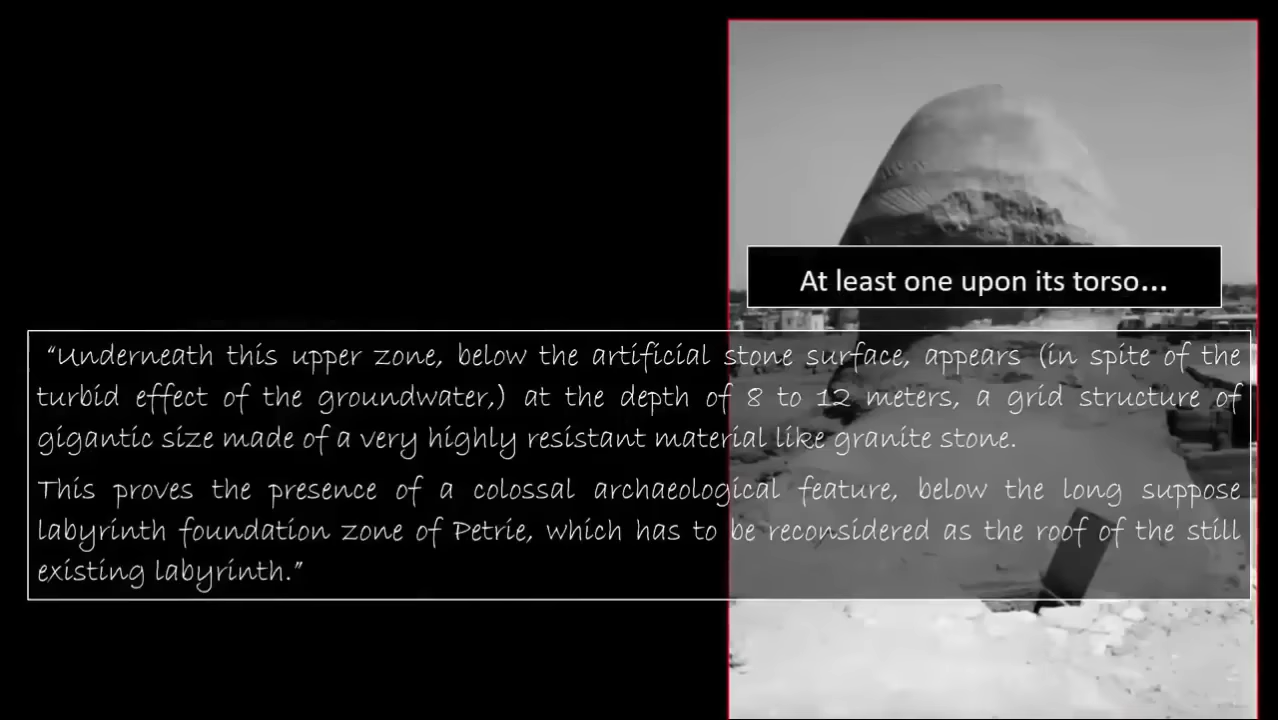 At least one upon its torso...
“Underneath this upper zone, below the artificial stone surface, appears (in spite of the
turbid effect of the groundwater,) at the depth of 8 to 12 meters, a grid structure of
gigantic size made of a very highly resistant material like granite stone.
This proves the presence of a colossal archaeological feature, below the long suppose
labyrinth foundation zone of Petrie, which has to be reconsidered as the roof of the still
existing labyrinth.”